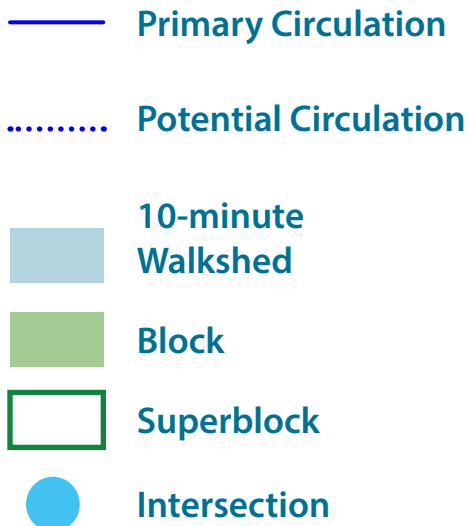 Primary Circulation
Potential Circulation
10-minute
Walkshed
Block
Superblock
Intersection